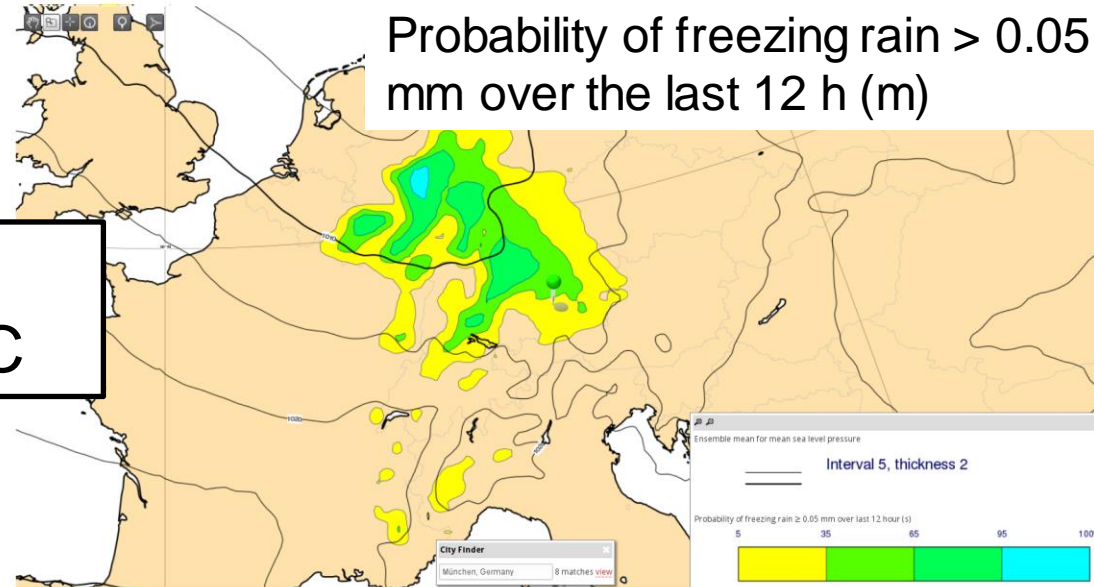 Probability of freezing rain > 0.05
mm over the last 12 h (m)
C
1010
1020
Ensemble mean for mean sea level pressure
Interval 5, thickness 2
Probability of freezing rain ≥ 0.05 mm over last 12 hour (s)
5 35 65 95 100
City Finder
München, Germany 8 matches view